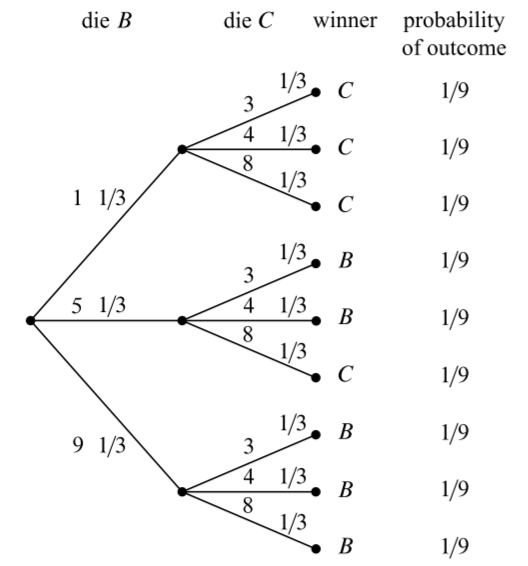 die B die C winner probability
of outcome
1/3 C 1/9
3
4 1/3 C 1/9
8
1/3
C 1/9
1 1/3
1/3 B 1/9
3
5 1/3 4 1/3 B 1/9
8
1/3
C 1/9
1/3 B 1/9
9 1/3 3
4 1/3 B 1/9
8
1/3
B 1/9